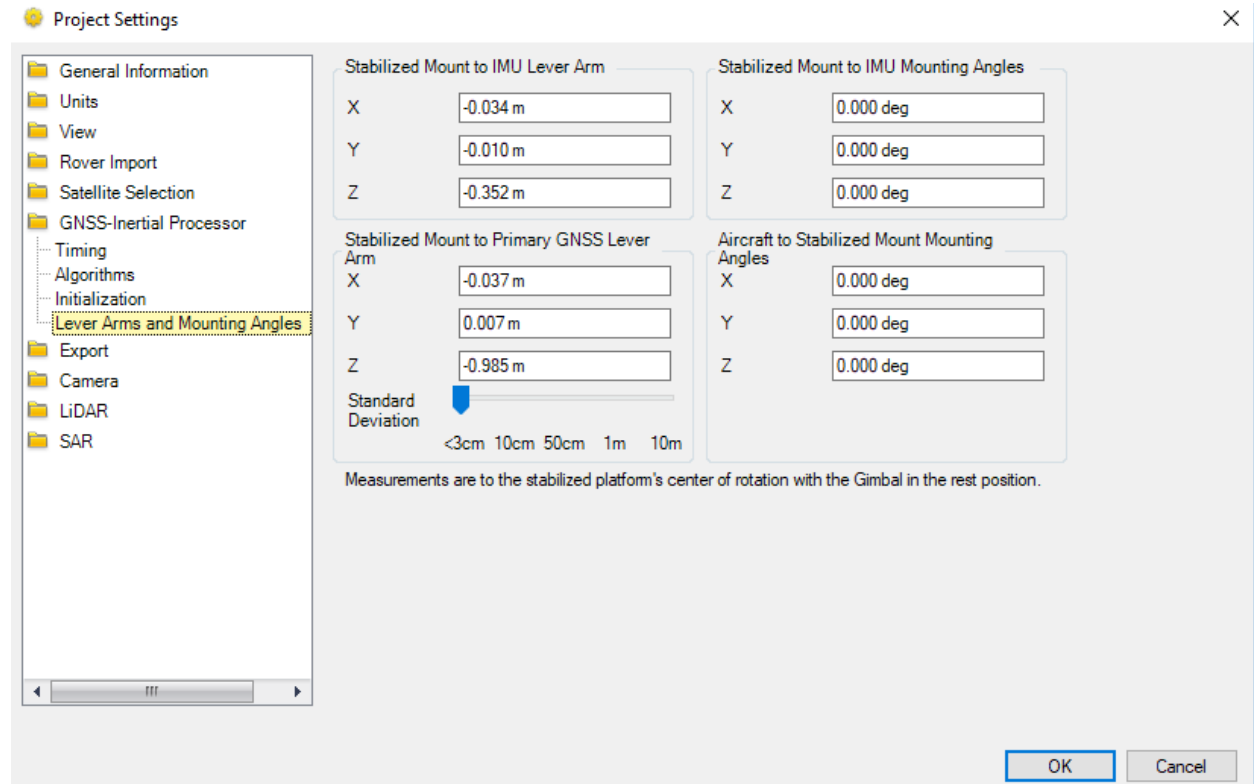 Project Settings
General Information
Units
View
Rover Import
Satellite Selection
GNSS-Inertial Processor
Timing
Algorithms
Initialization
Lever Arms and Mounting Angles
Export
Camera
LiDAR
SAR
Stabilized Mount to IMU Lever Arm
X -0.034 m
Y -0.010 m
Z -0.352 m
Stabilized Mount to IMU Mounting Angles
X 0.000 deg
Y 0.000 deg
Z 0.000 deg
Stabilized Mount to Primary GNSS Lever
Arm
X -0.037 m
Y 0.007 m
Z -0.985 m
Standard
Deviation
<3cm 10cm 50cm 1m 10m
Aircraft to Stabilized Mount Mounting
Angles
X 0.000 deg
Y 0.000 deg
Z 0.000 deg
Measurements are to the stabilized platform's center of rotation with the Gimbal in the rest position.
OK Cancel